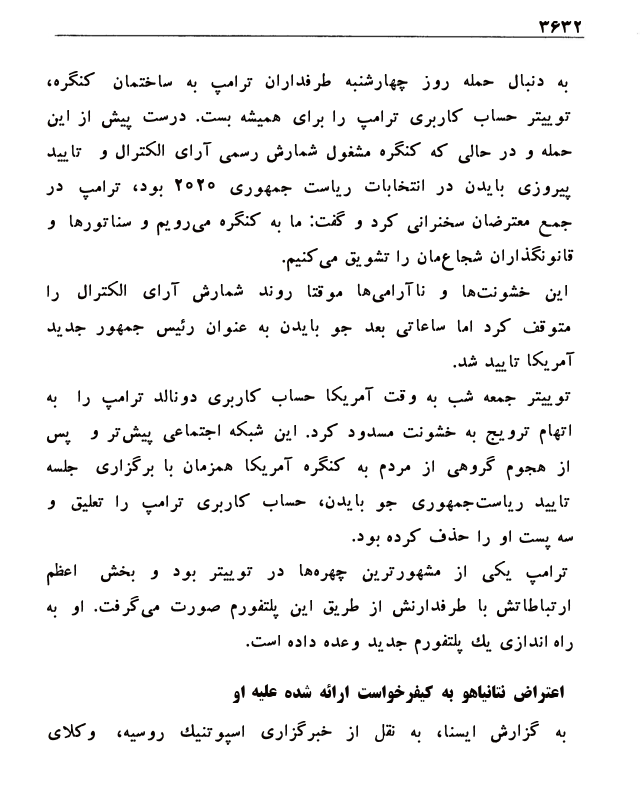 ۳۶۳۲
به دنبال حمله روز چهارشنبه طرفداران ترامپ به ساختمان کنگره،
توییتر حساب کاربری ترامپ را برای همیشه بست. درست پیش از این
حمله و در حالی که کنگره مشغول شمارش رسمی آرای الکترال و تایید
پیروزی بایدن در انتخابات ریاست جمهوری ۲۰۲۰ بود، ترامپ در
جمع معترضان سخنرانی کرد و گفت: ما به کنگره می‌رویم و سناتورها و
قانونگذاران شجاع‌مان را تشویق می‌کنیم.
این خشونت‌ها و ناآرامی‌ها موقتا روند شمارش آرای الکترال را
متوقف کرد اما ساعاتی بعد جو بایدن به عنوان رئیس جمهور جدید
آمریکا تایید شد.
توییتر جمعه شب به وقت آمریکا حساب کاربری دونالد ترامپ را به
اتهام ترویج به خشونت مسدود کرد. این شبکه اجتماعی پیش‌تر و پس
از هجوم گروهی از مردم به کنگره آمریکا همزمان با برگزاری جلسه
تایید ریاست‌جمهوری جو بایدن، حساب کاربری ترامپ را تعلیق و
سه پست او را حذف کرده بود.
ترامپ یکی از مشهورترین چهره‌ها در توییتر بود و بخش اعظم
ارتباطاتش با طرفدارنش از طریق این پلتفورم صورت می‌گرفت. او به
راه اندازی یك پلتفورم جدید وعده داده است.
اعتراض نتانیاهو به کیفرخواست ارائه شده علیه او
به گزارش ایسنا، به نقل از خبرگزاری اسپوتنیك روسیه، وکلای